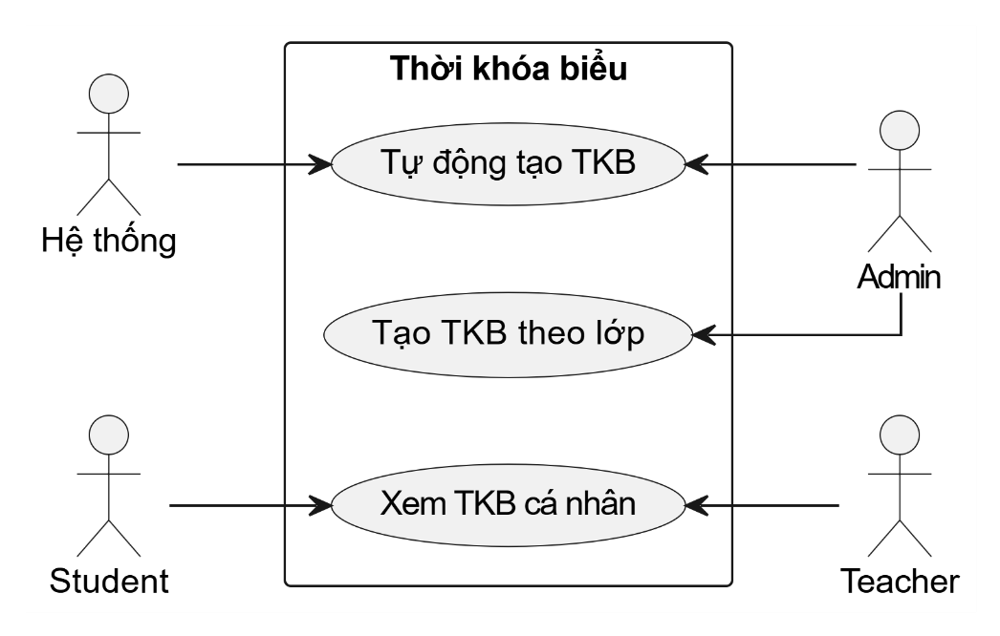 Thời khóa biểu
Tự động tạo TKB
Hệ thống
Admin
Tạo TKB theo lớp
Xem TKB cá nhân
Student
Teacher